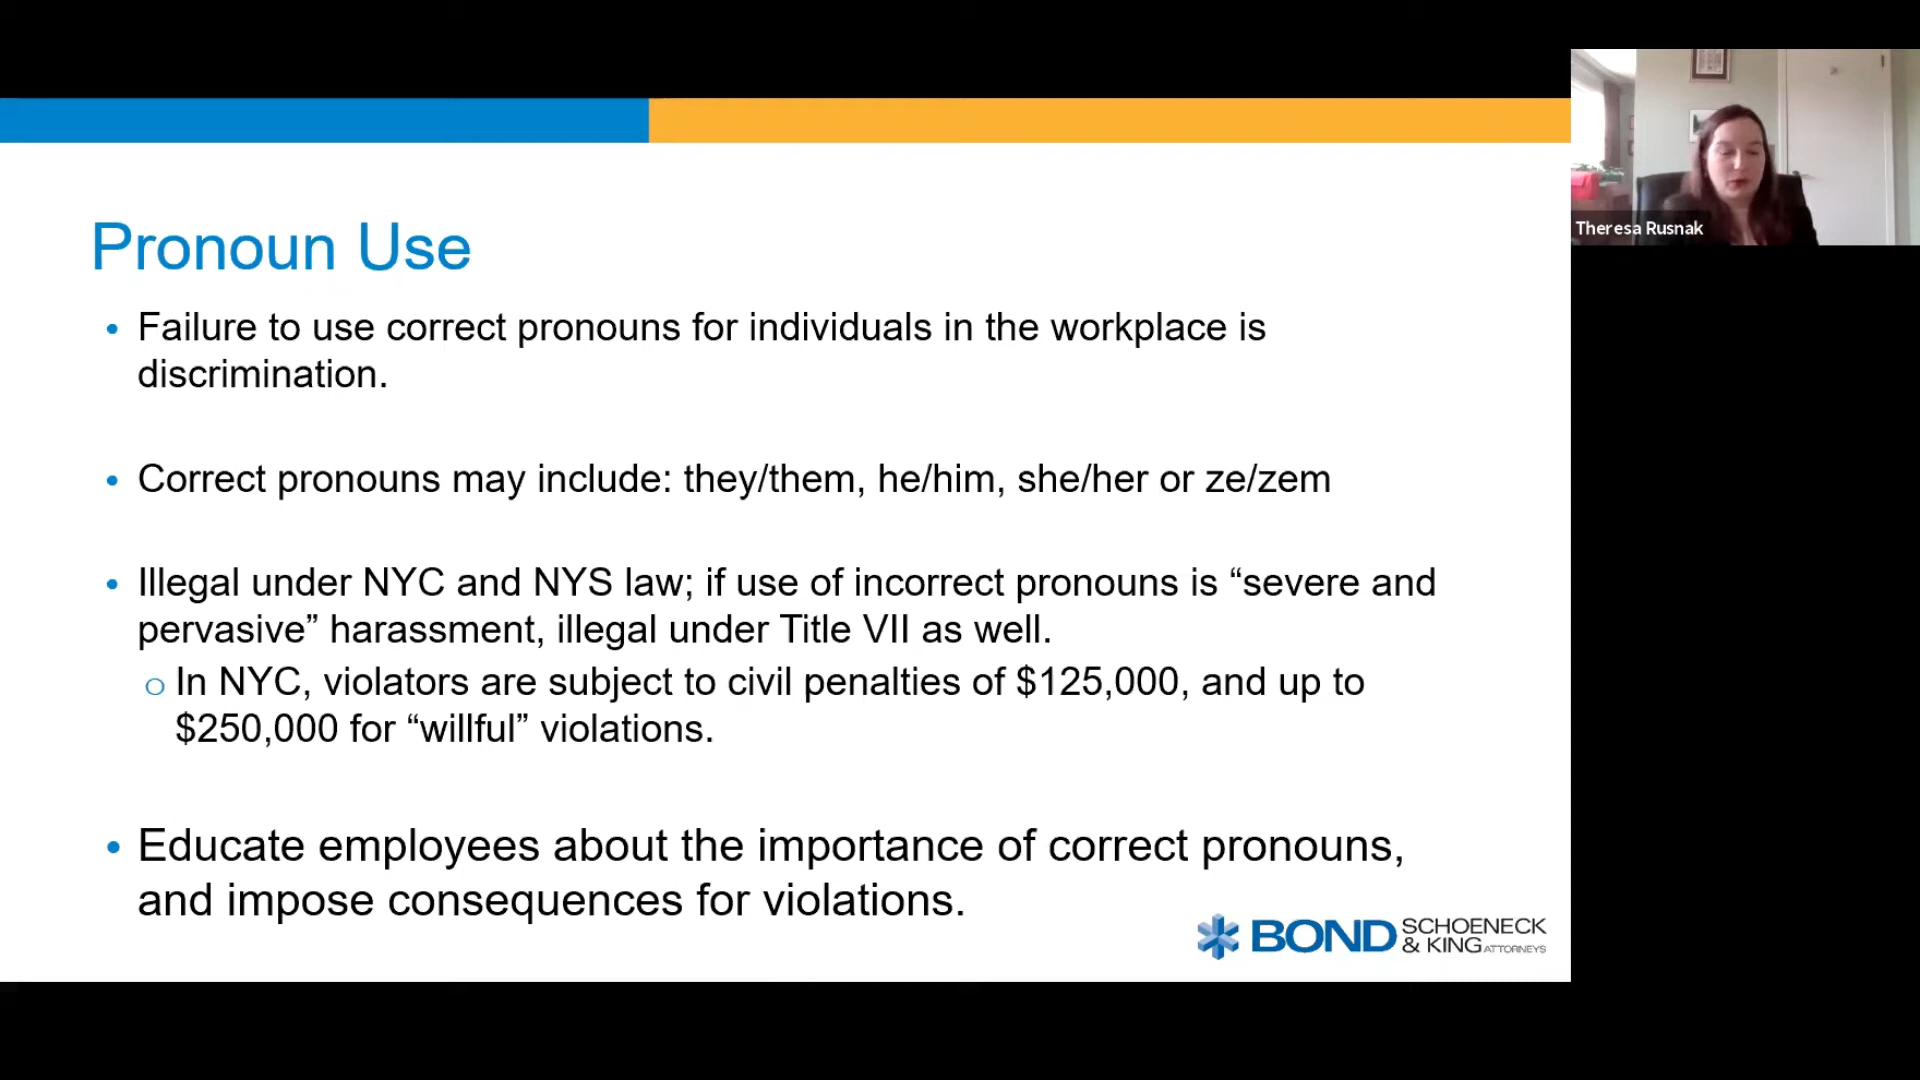 Theresa Rusnak
Pronoun Use
• Failure to use correct pronouns for individuals in the workplace is
discrimination.
• Correct pronouns may include: they/them, he/him, she/her or ze/zem
• Illegal under NYC and NYS law; if use of incorrect pronouns is “severe and
pervasive” harassment, illegal under Title VII as well.
o In NYC, violators are subject to civil penalties of $125,000, and up to
$250,000 for “willful” violations.
• Educate employees about the importance of correct pronouns,
and impose consequences for violations.
BOND SCHOENECK
& KING ATTORNEYS